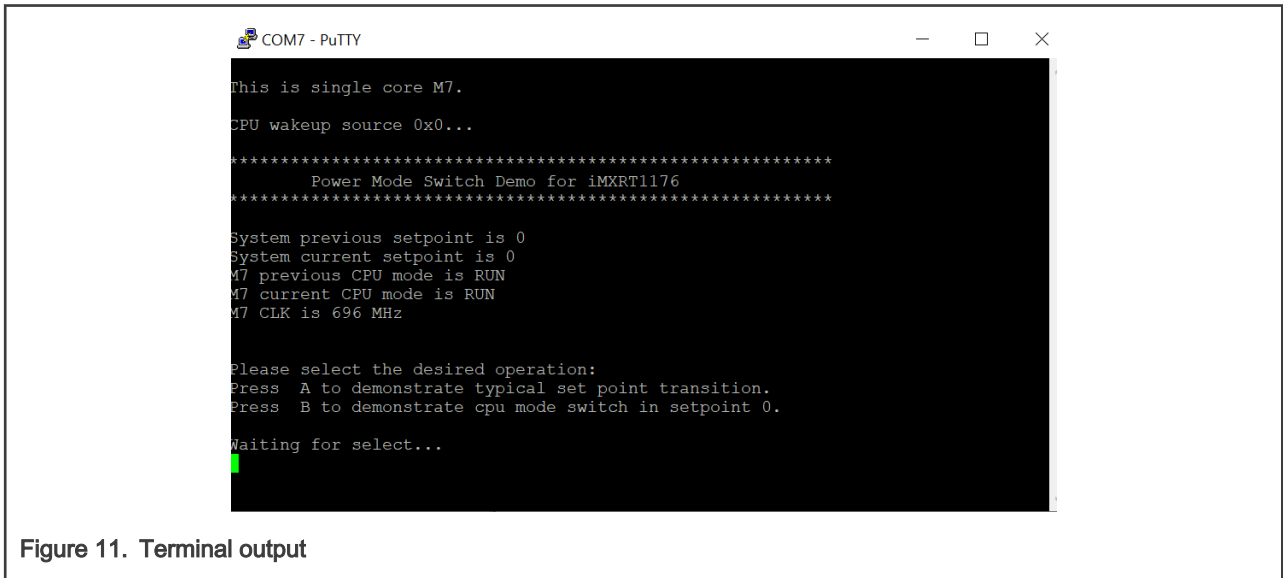 COM7 - PuTTY
This is single core M7.
CPU wakeup source 0x0...
***********************************************************
Power Mode Switch Demo for iMXRT1176
***********************************************************
System previous setpoint is 0
System current setpoint is 0
M7 previous CPU mode is RUN
M7 current CPU mode is RUN
M7 CLK is 696 MHz
Please select the desired operation:
Press  A to demonstrate typical set point transition.
Press  B to demonstrate cpu mode switch in setpoint 0.
Waiting for select...
Figure 11. Terminal output